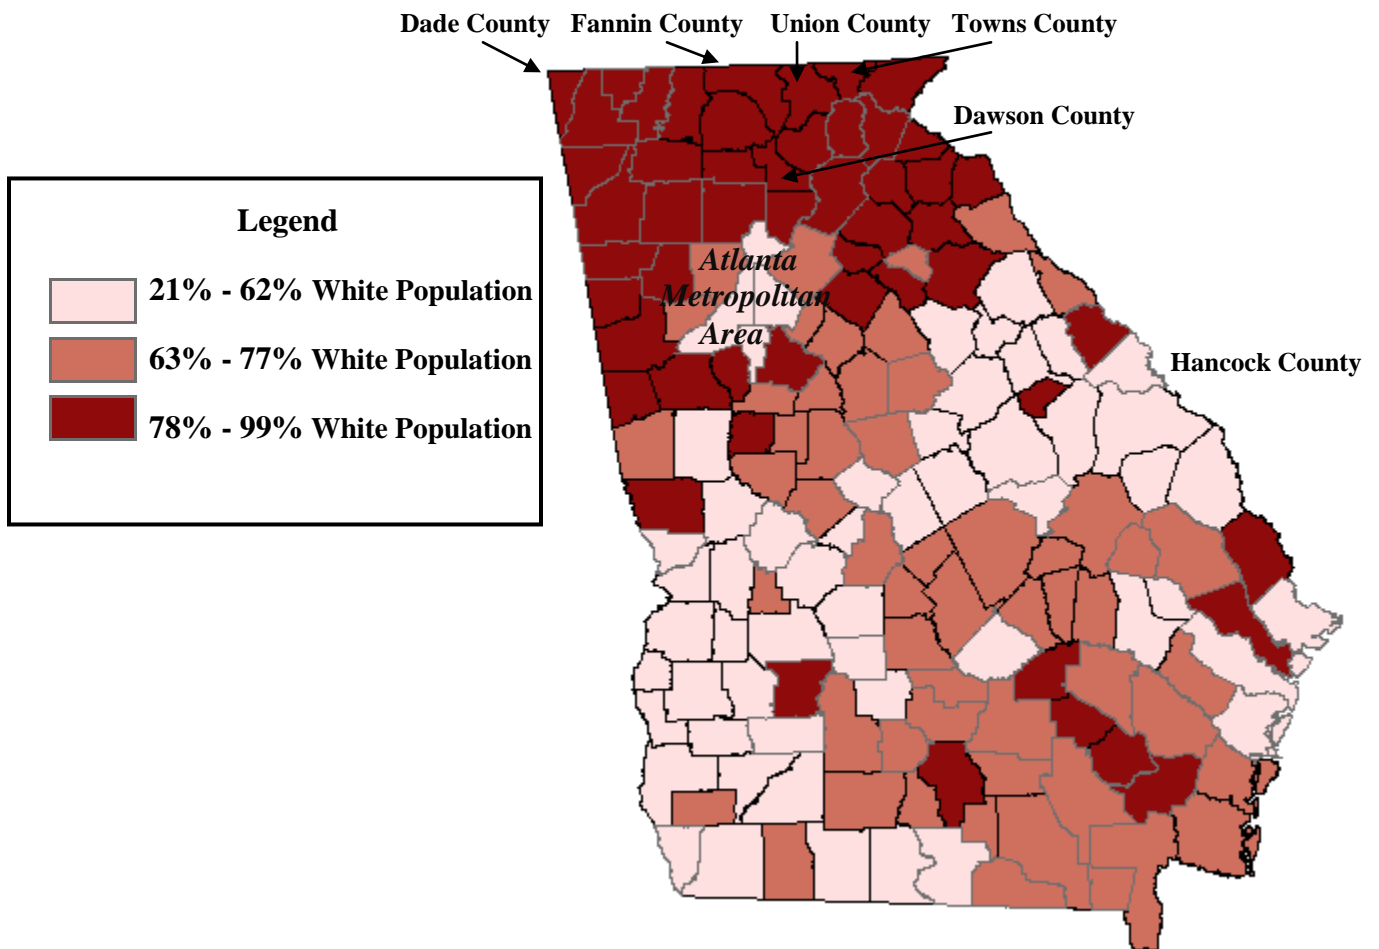 Dade County Fannin County Union County Towns County
Dawson County
Legend
21% - 62% White Population
63% - 77% White Population
78% - 99% White Population
Atlanta
Metropolitan
Area
Hancock County